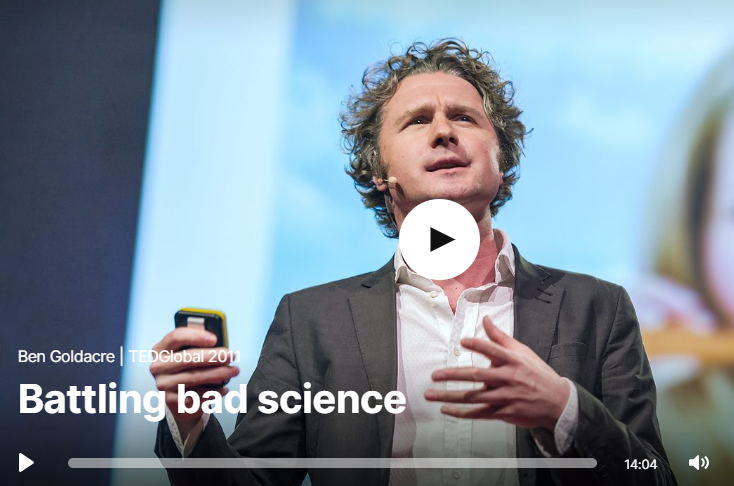 Ben Goldacre | TEDGlobal 2011
Battling bad science
14:04